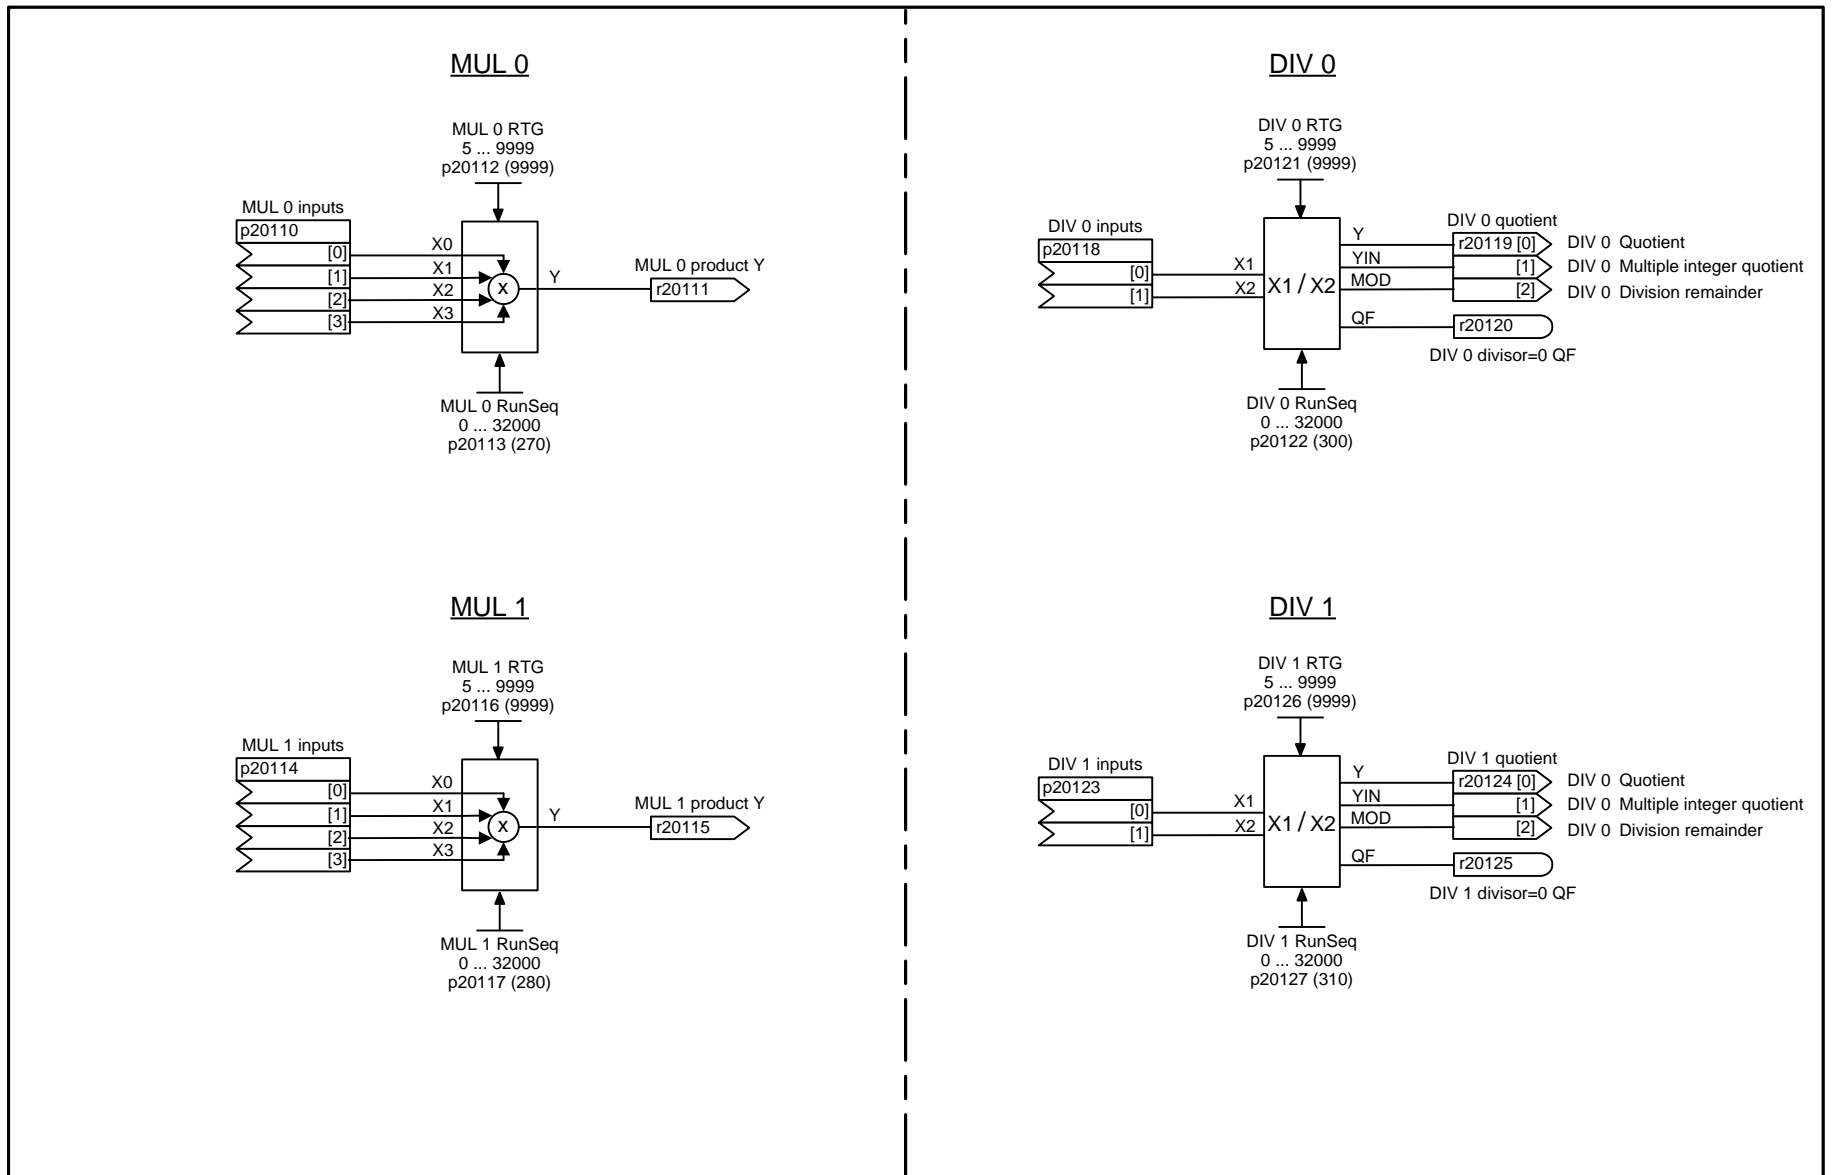 MUL 0
MUL 0 RTG
5 ... 9999
p20112 (9999)
MUL 0 inputs
p20110
[0]
[1]
[2]
[3]
X0
X1
X2
X3
X
Y
MUL 0 product Y
r20111
MUL 0 RunSeq
0 ... 32000
p20113 (270)
DIV 0
DIV 0 RTG
5 ... 9999
p20121 (9999)
DIV 0 inputs
p20118
[0]
[1]
X1
X2
X1 / X2
Y
YIN
MOD
QF
DIV 0 quotient
r20119 [0] DIV 0 Quotient
[1] DIV 0 Multiple integer quotient
[2] DIV 0 Division remainder
r20120
DIV 0 divisor=0 QF
DIV 0 RunSeq
0 ... 32000
p20122 (300)
MUL 1
MUL 1 RTG
5 ... 9999
p20116 (9999)
MUL 1 inputs
p20114
[0]
[1]
[2]
[3]
X0
X1
X2
X3
X
Y
MUL 1 product Y
r20115
MUL 1 RunSeq
0 ... 32000
p20117 (280)
DIV 1
DIV 1 RTG
5 ... 9999
p20126 (9999)
DIV 1 inputs
p20123
[0]
[1]
X1
X2
X1 / X2
Y
YIN
MOD
QF
DIV 1 quotient
r20124 [0] DIV 0 Quotient
[1] DIV 0 Multiple integer quotient
[2] DIV 0 Division remainder
r20125
DIV 1 divisor=0 QF
DIV 1 RunSeq
0 ... 32000
p20127 (310)